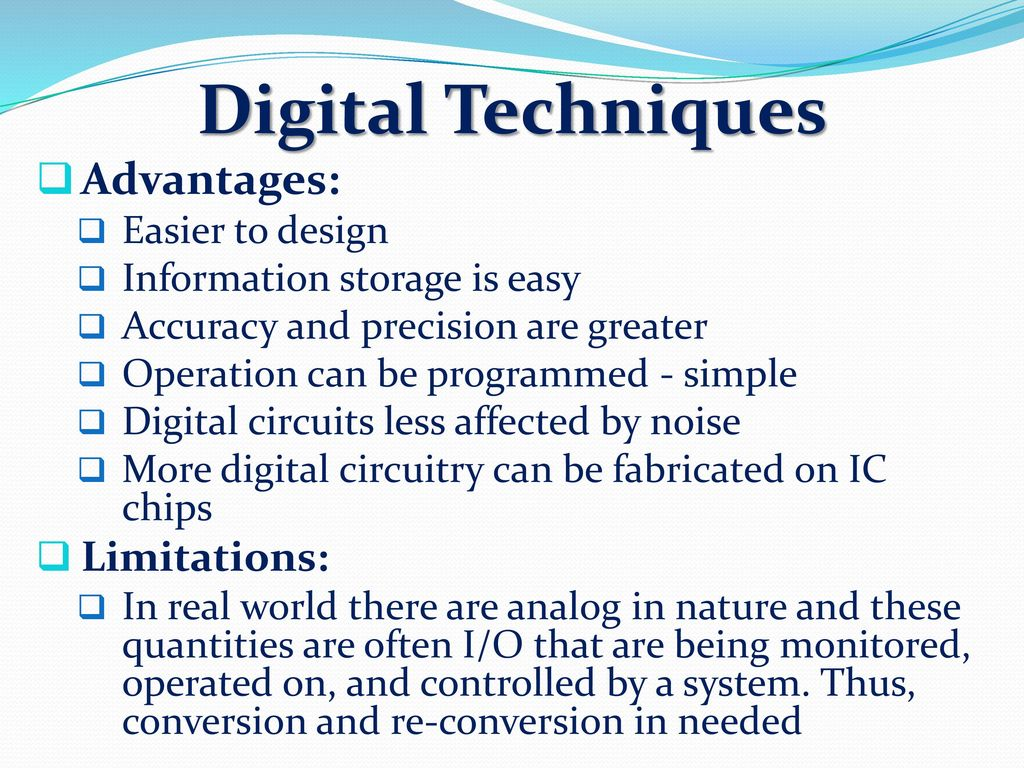 Digital Techniques
Advantages:
Easier to design
Information storage is easy
Accuracy and precision are greater
Operation can be programmed - simple
Digital circuits less affected by noise
More digital circuitry can be fabricated on IC
chips
Limitations:
In real world there are analog in nature and these
quantities are often I/O that are being monitored,
operated on, and controlled by a system. Thus,
conversion and re-conversion in needed